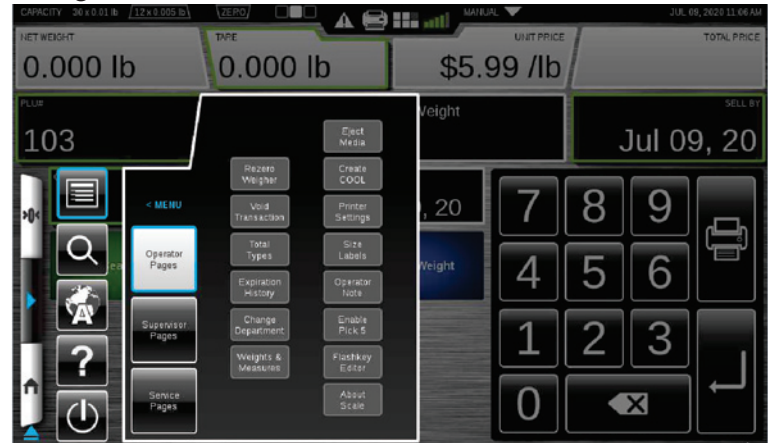 CAPACITY 30 x 0.01 lb 12 x 0.005 lb ZERO MANUAL JUL 09, 2020 11:06 AM
NET WEIGHT TARE UNIT PRICE TOTAL PRICE
0.000 lb 0.000 lb $5.99 /lb
PLU# Weight SELL BY
103 Jul 09, 20
< MENU
Operator
Pages
Supervisor
Pages
Service
Pages
Rezero
Weigher
Void
Transaction
Total
Types
Expiration
History
Change
Department
Weights &
Measures
Eject
Media
Create
COOL
Printer
Settings
Size
Labels
Operator
Note
Enable
Pick 5
Flashkey
Editor
About
Scale
, 20
Weight
A
?
>0<
7 8 9
4 5 6
1 2 3
0